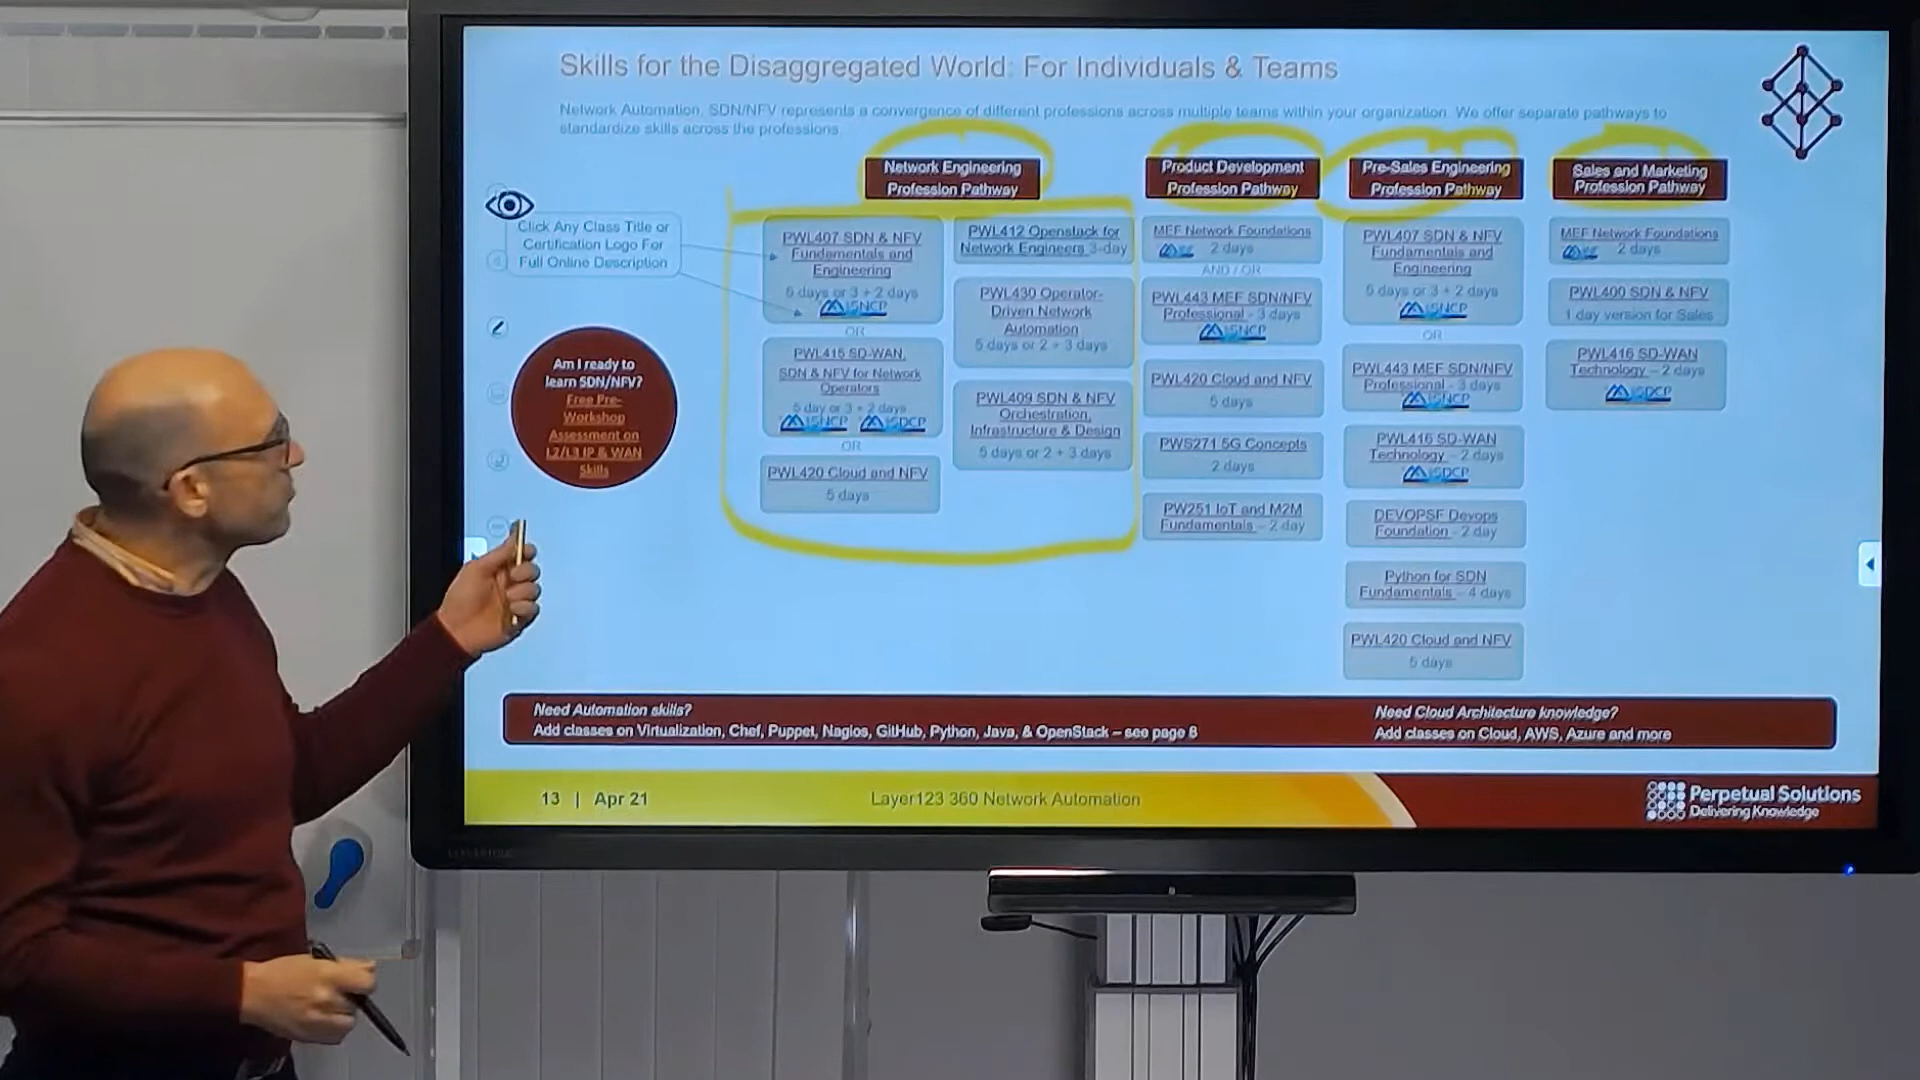 Skills for the Disaggregated World: For Individuals & Teams
Network Automation, SDN/NFV represents a convergence of different professions across multiple teams within your organization. We offer separate pathways to
standardize skills across the professions
Network Engineering
Profession Pathway
Product Development
Profession Pathway
Pre-Sales Engineering
Profession Pathway
Sales and Marketing
Profession Pathway
Click Any Class Title or
Certification Logo For
Full Online Description
Am I ready to
learn SDN/NFV?
Free Pre-
Workshop
Assessment on
L2/L3 IP & WAN
Skills
PWL407 SDN & NFV
Fundamentals and
Engineering
5 days or 3 + 2 days
SNCP
OR
PWL415 SD-WAN,
SDN & NFV for Network
Operators
5 day or 3 + 2 days
SNCP SDCP
OR
PWL420 Cloud and NFV
5 days
PWL412 Openstack for
Network Engineers 3-day
PWL430 Operator-
Driven Network
Automation
5 days or 2 + 3 days
PWL409 SDN & NFV
Orchestration,
Infrastructure & Design
5 days or 2 + 3 days
MEF Network Foundations
2 days
AND / OR
PWL443 MEF SDN/NFV
Professional - 3 days
SNCP
PWL420 Cloud and NFV
5 days
PWS271 5G Concepts
2 days
PW251 IoT and M2M
Fundamentals – 2 day
PWL407 SDN & NFV
Fundamentals and
Engineering
5 days or 3 + 2 days
SNCP
OR
PWL443 MEF SDN/NFV
Professional - 3 days
SNCP
PWL416 SD-WAN
Technology – 2 days
SDCP
DEVOPSF Devops
Foundation - 2 day
Python for SDN
Fundamentals – 4 days
PWL420 Cloud and NFV
5 days
MEF Network Foundations
2 days
PWL400 SDN & NFV
1 day version for Sales
PWL416 SD-WAN
Technology – 2 days
SDCP
Need Automation skills?
Add classes on Virtualization, Chef, Puppet, Nagios, GitHub, Python, Java, & OpenStack – see page 8
Need Cloud Architecture knowledge?
Add classes on Cloud, AWS, Azure and more
13 | Apr 21
Layer123 360 Network Automation
Perpetual Solutions
Delivering Knowledge